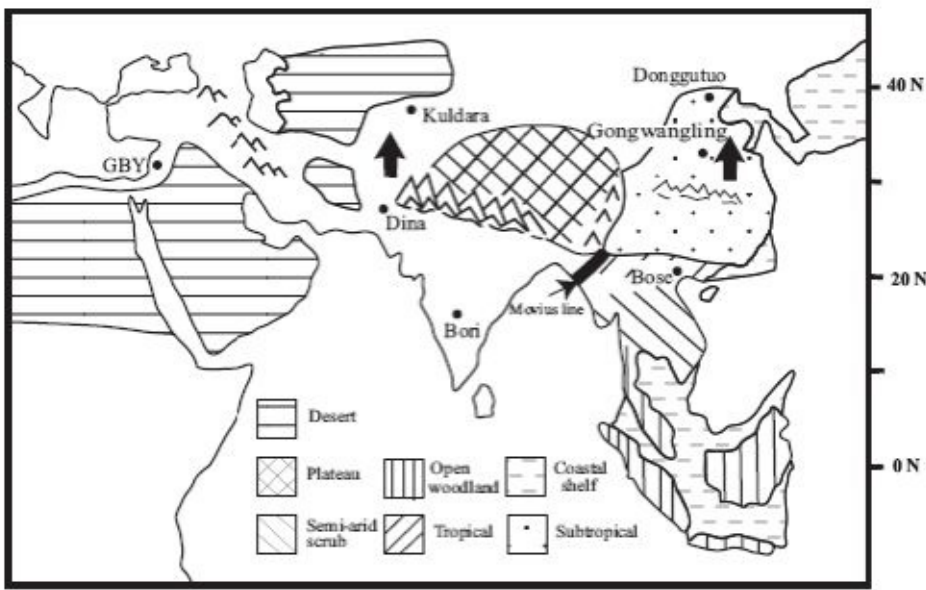 Donggutuo
40 N
Kuldara
Gongwangling
GBY
Dina
Bose
20 N
Movius line
Bori
Desert
Plateau
Open
woodland
Coastal
shelf
0 N
Semi-arid
scrub
Tropical
Subtropical